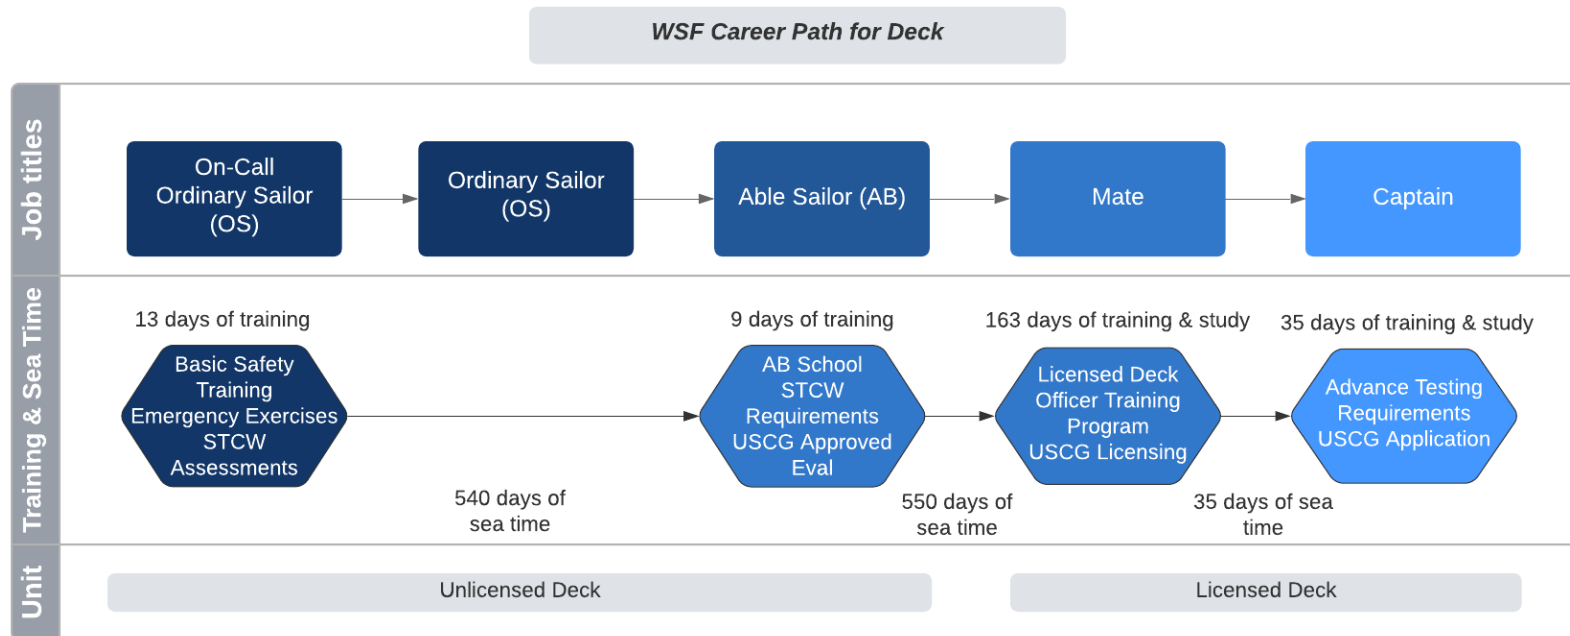 WSF Career Path for Deck
Job titles
On-Call
Ordinary Sailor
(OS)
Ordinary Sailor
(OS)
Able Sailor (AB)
Mate
Captain
Training & Sea Time
13 days of training
Basic Safety
Training
Emergency Exercises
STCW
Assessments
540 days of
sea time
9 days of training
AB School
STCW
Requirements
USCG Approved
Eval
550 days of
sea time
163 days of training & study
Licensed Deck
Officer Training
Program
USCG Licensing
35 days of sea
time
35 days of training & study
Advance Testing
Requirements
USCG Application
Unit
Unlicensed Deck
Licensed Deck